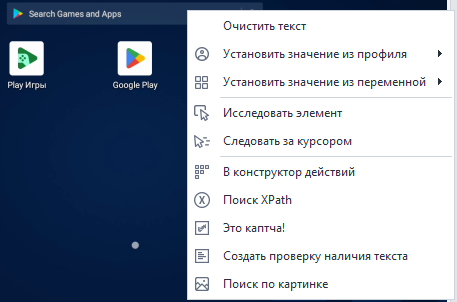 Search Games and Apps
Play Игры
Google Play
Очистить текст
Установить значение из профиля
Установить значение из переменной
Исследовать элемент
Следовать за курсором
В конструктор действий
Поиск XPath
Это каптча!
Создать проверку наличия текста
Поиск по картинке